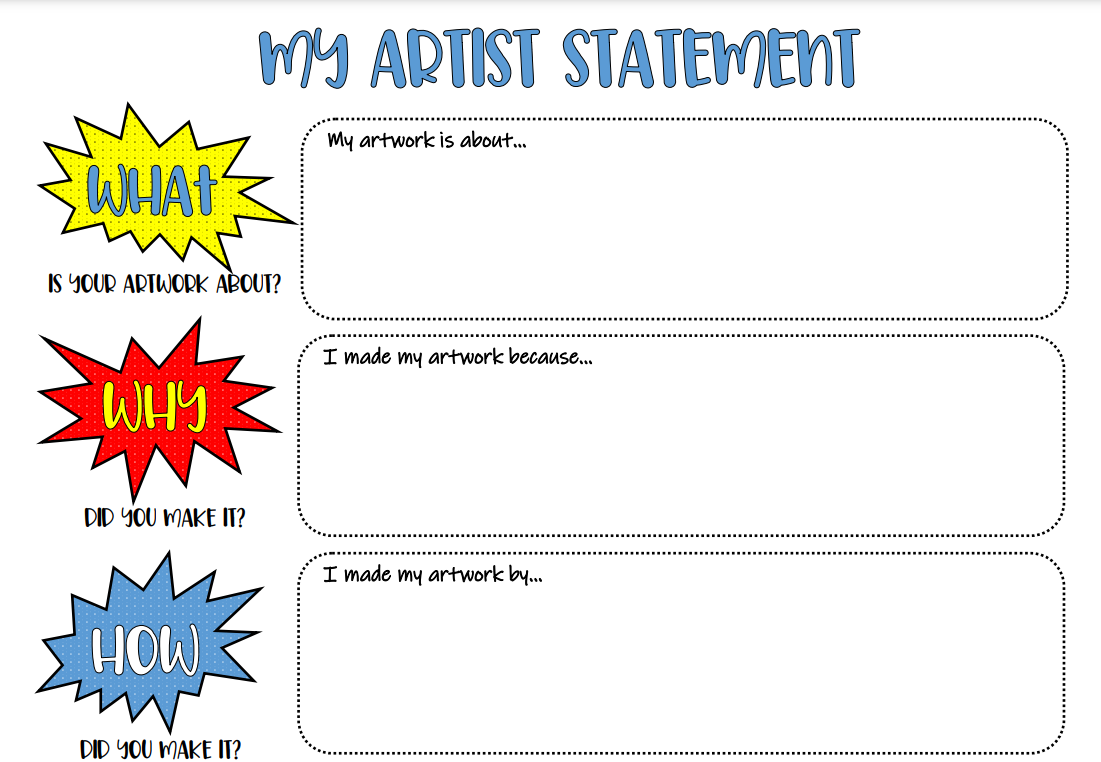 MY ARTIST STATEMENT
WHAT
IS YOUR ARTWORK ABOUT?
My artwork is about...
WHY
DID YOU MAKE IT?
I made my artwork because...
HOW
DID YOU MAKE IT?
I made my artwork by...